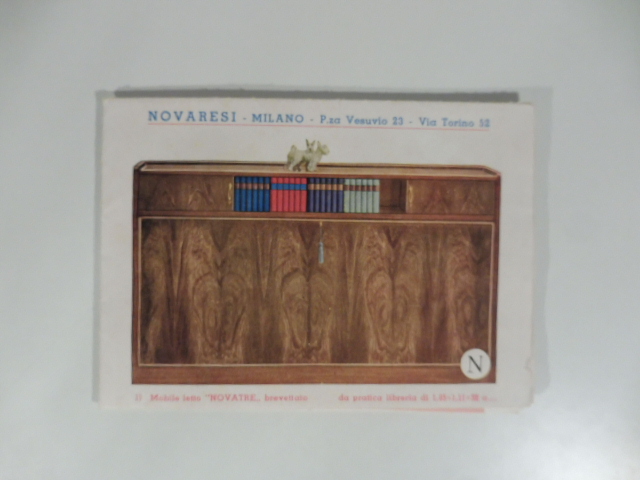 NOVARESI - MILANO - P.za Vesuvio 23 - Via Torino 52
N
Mobile letto "NOVATRE„ brevettato da pratica libreria di